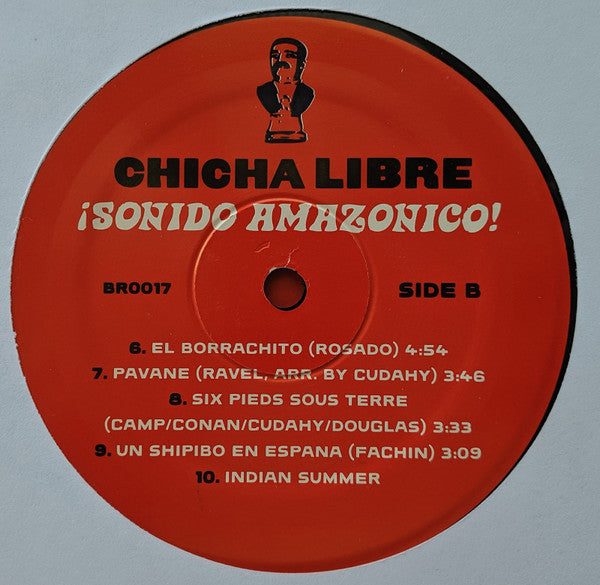 CHICHA LIBRE
¡SONIDO AMAZONICO!
BR0017 SIDE B
6. EL BORRACHITO (ROSADO) 4:54
7. PAVANE (RAVEL, ARR. BY CUDAHY) 3:46
8. SIX PIEDS SOUS TERRE
(CAMP/CONAN/CUDAHY/DOUGLAS) 3:33
9. UN SHIPIBO EN ESPANA (FACHIN) 3:09
10. INDIAN SUMMER